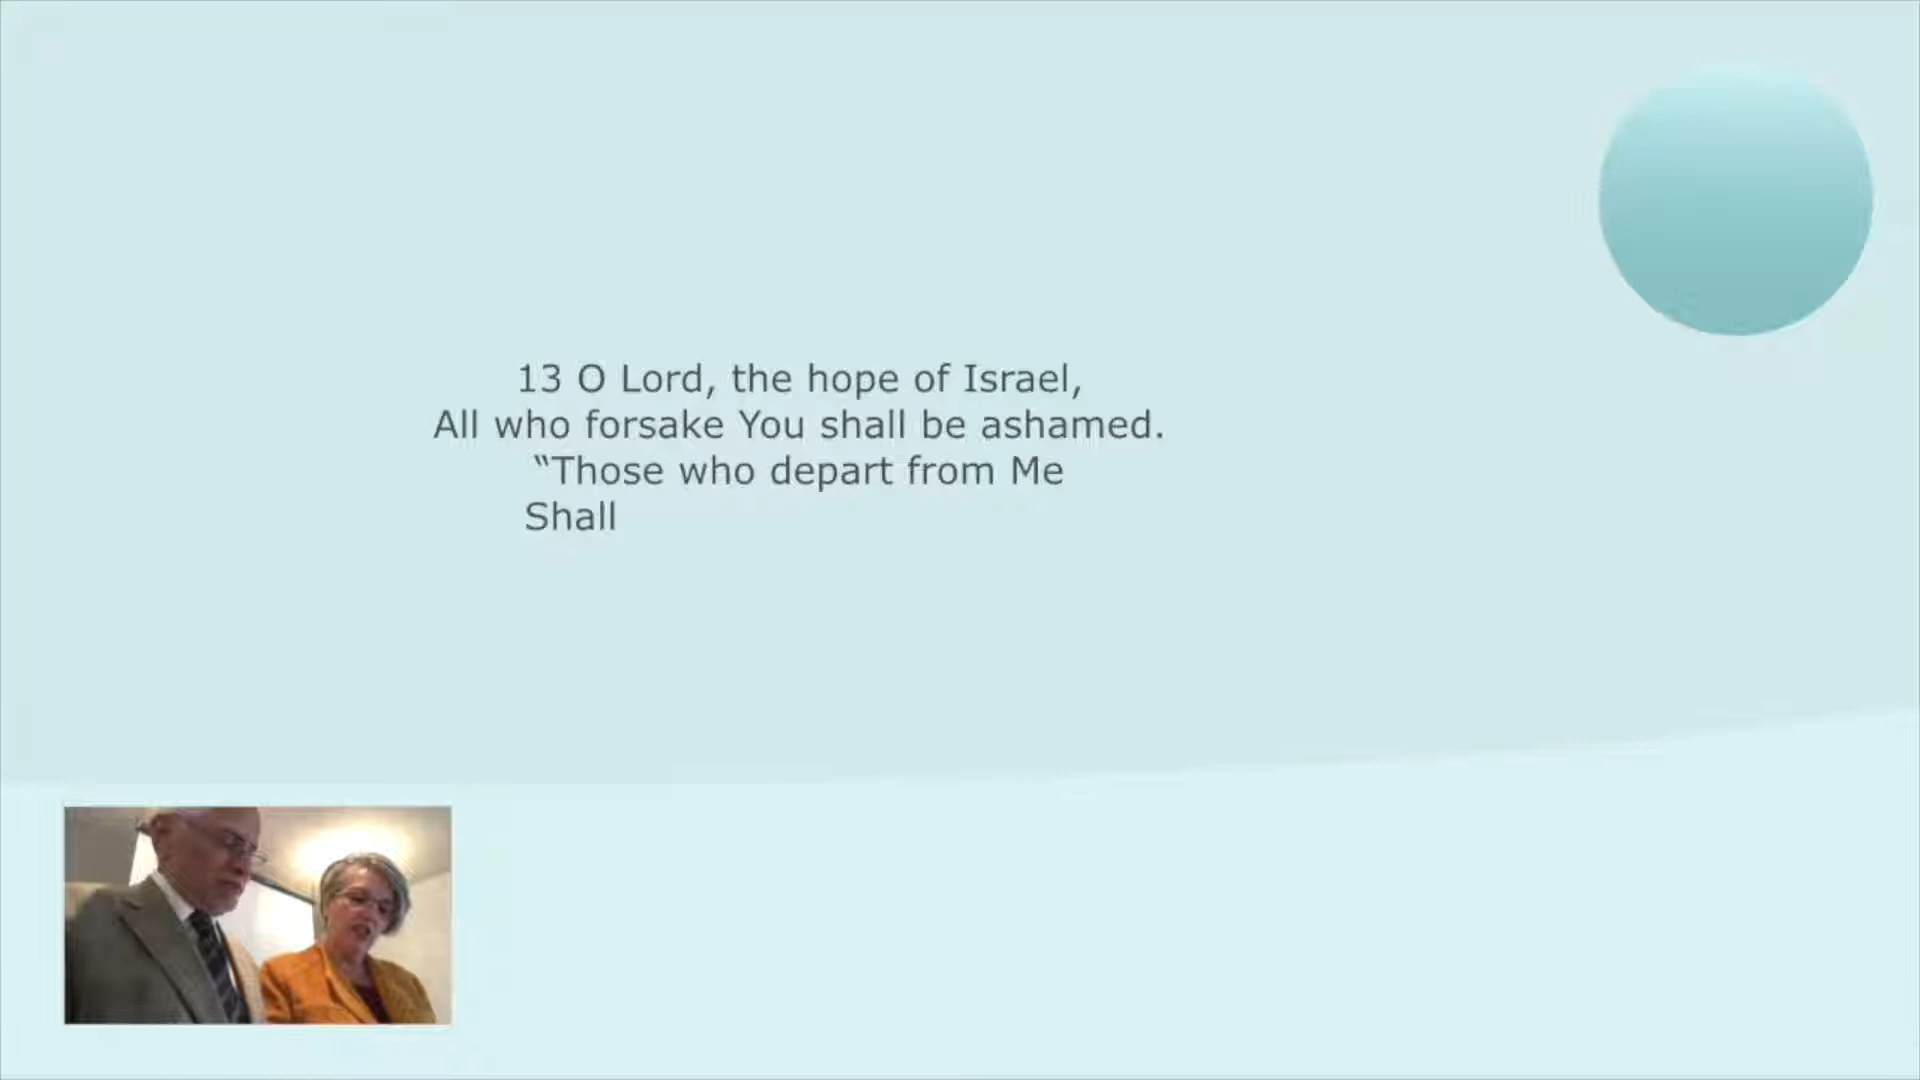 13 O Lord, the hope of Israel,
All who forsake You shall be ashamed.
“Those who depart from Me
Shall